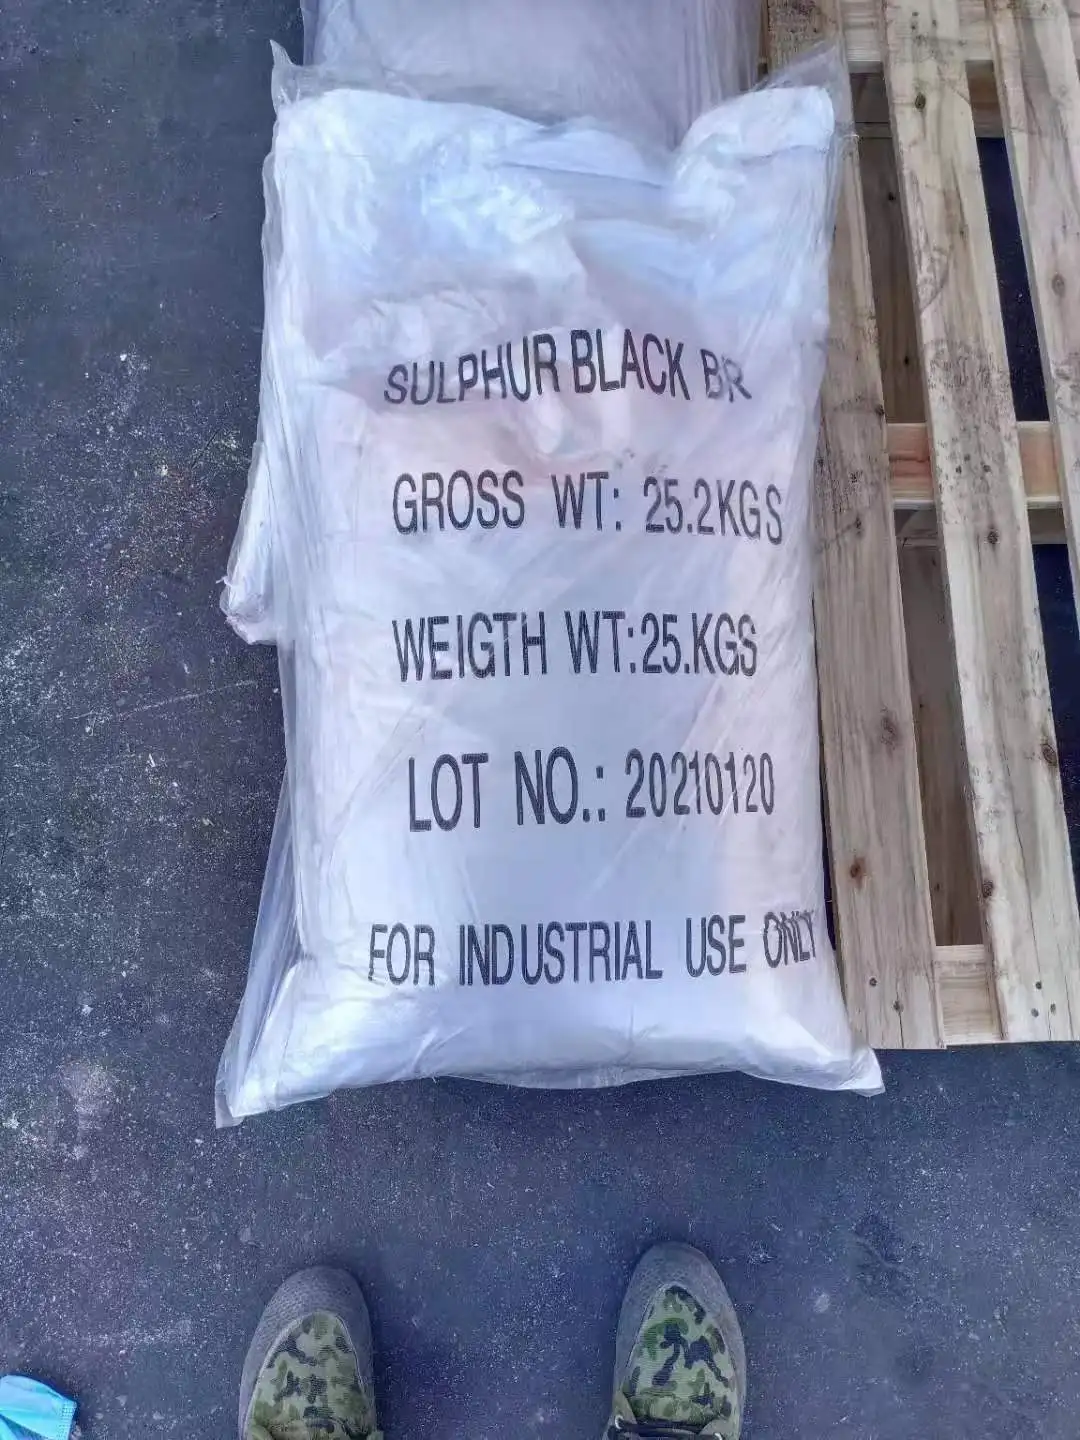 SULPHUR BLACK BR
GROSS WT: 25.2KGS
WEIGTH WT:25.KGS
LOT NO.: 20210120
FOR INDUSTRIAL USE ONLY